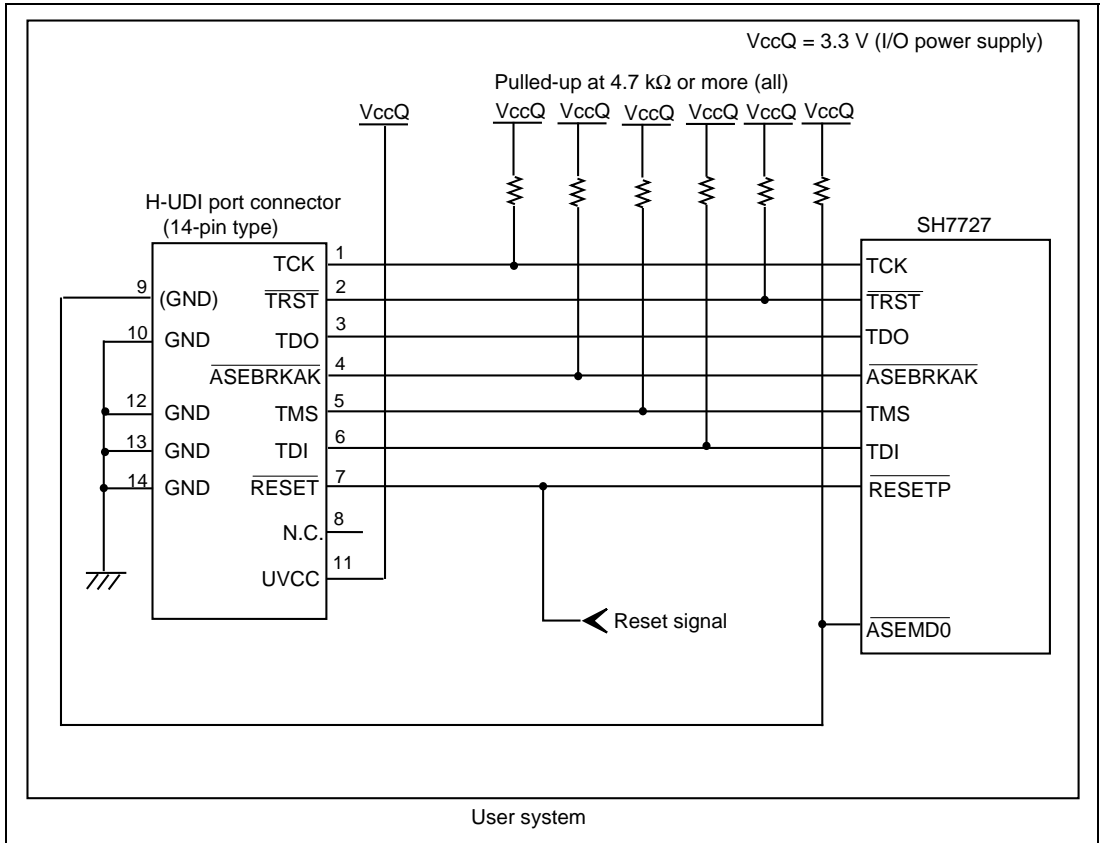 VccQ = 3.3 V (I/O power supply)
Pulled-up at 4.7 kΩ or more (all)
VccQ VccQ VccQ VccQ VccQ VccQ VccQ
H-UDI port connector
(14-pin type)
SH7727
TCK 1 TCK
9 (GND) TRST 2 TRST
10 GND TDO 3 TDO
ASEBRKAK 4 ASEBRKAK
12 GND TMS 5 TMS
13 GND TDI 6 TDI
14 GND RESET 7 RESETP
N.C. 8
UVCC 11
Reset signal
ASEMD0
User system